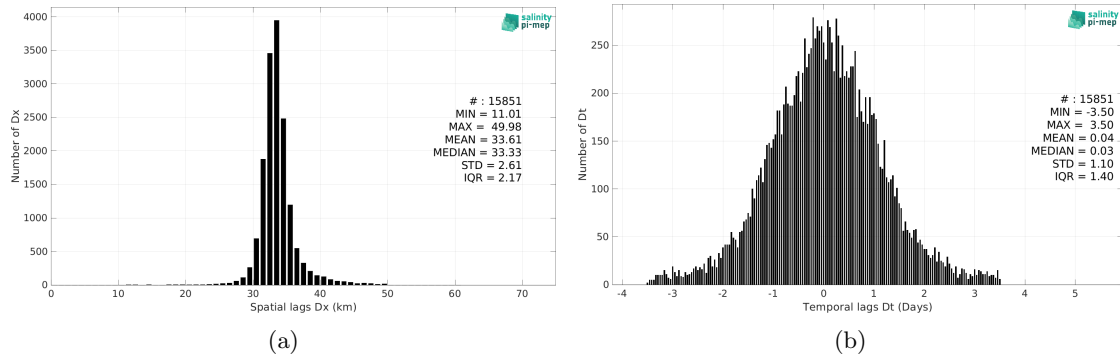 4000
3500
3000
2500
2000
1500
1000
500
0
Number of Dx
salinity
pi-mep
# : 15851
MIN = 11.01
MAX = 49.98
MEAN = 33.61
MEDIAN = 33.33
STD = 2.61
IQR = 2.17
0 10 20 30 40 50 60 70
Spatial lags Dx (km)
(a)
250
200
150
100
50
0
Number of Dt
salinity
pi-mep
# : 15851
MIN = -3.50
MAX = 3.50
MEAN = 0.04
MEDIAN = 0.03
STD = 1.10
IQR = 1.40
-4 -3 -2 -1 0 1 2 3 4 5
Temporal lags Dt (Days)
(b)